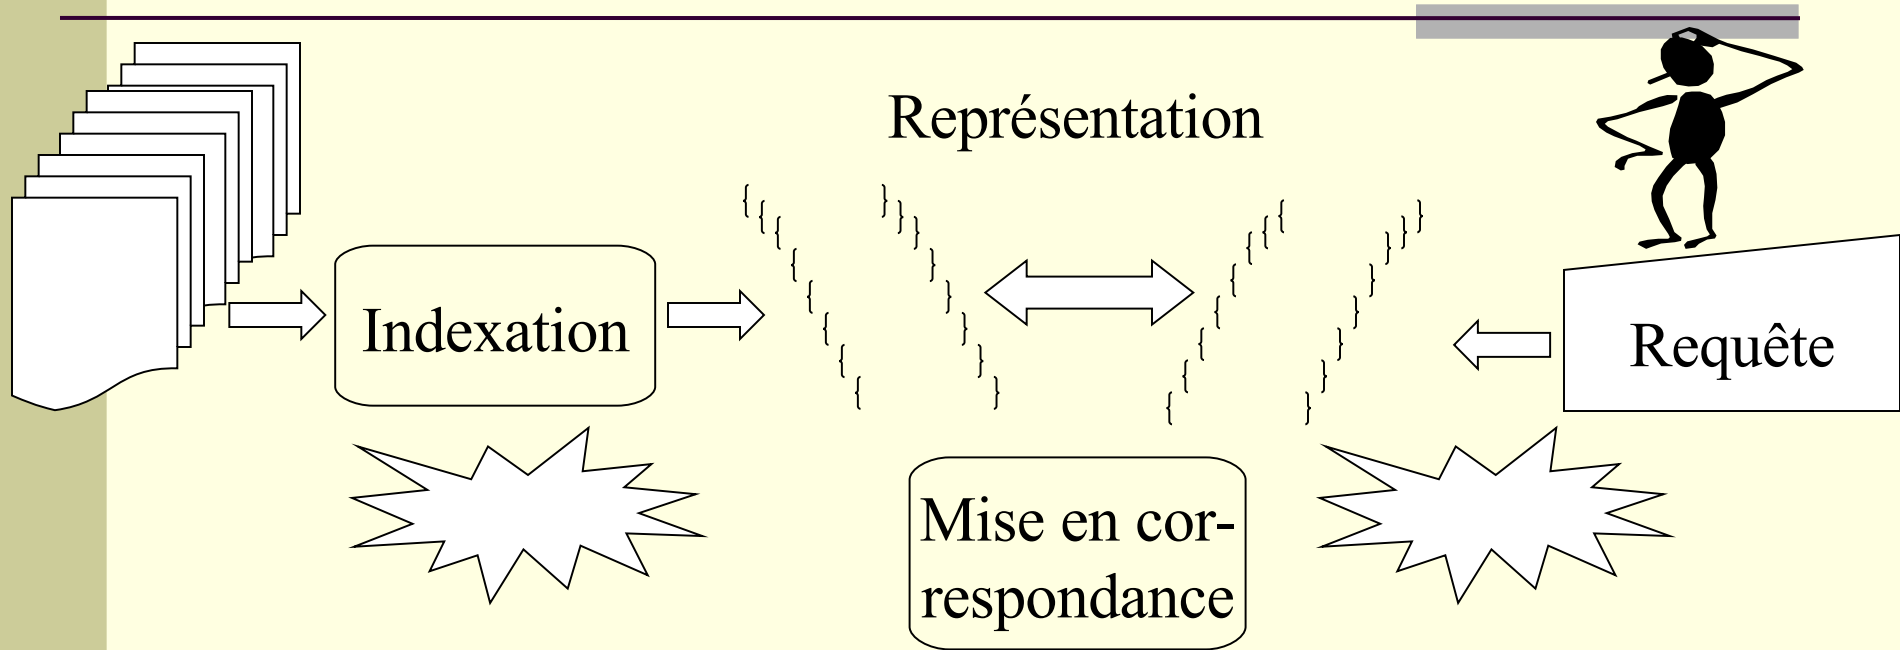 Représentation
Indexation
Requête
Mise en cor-
respondance